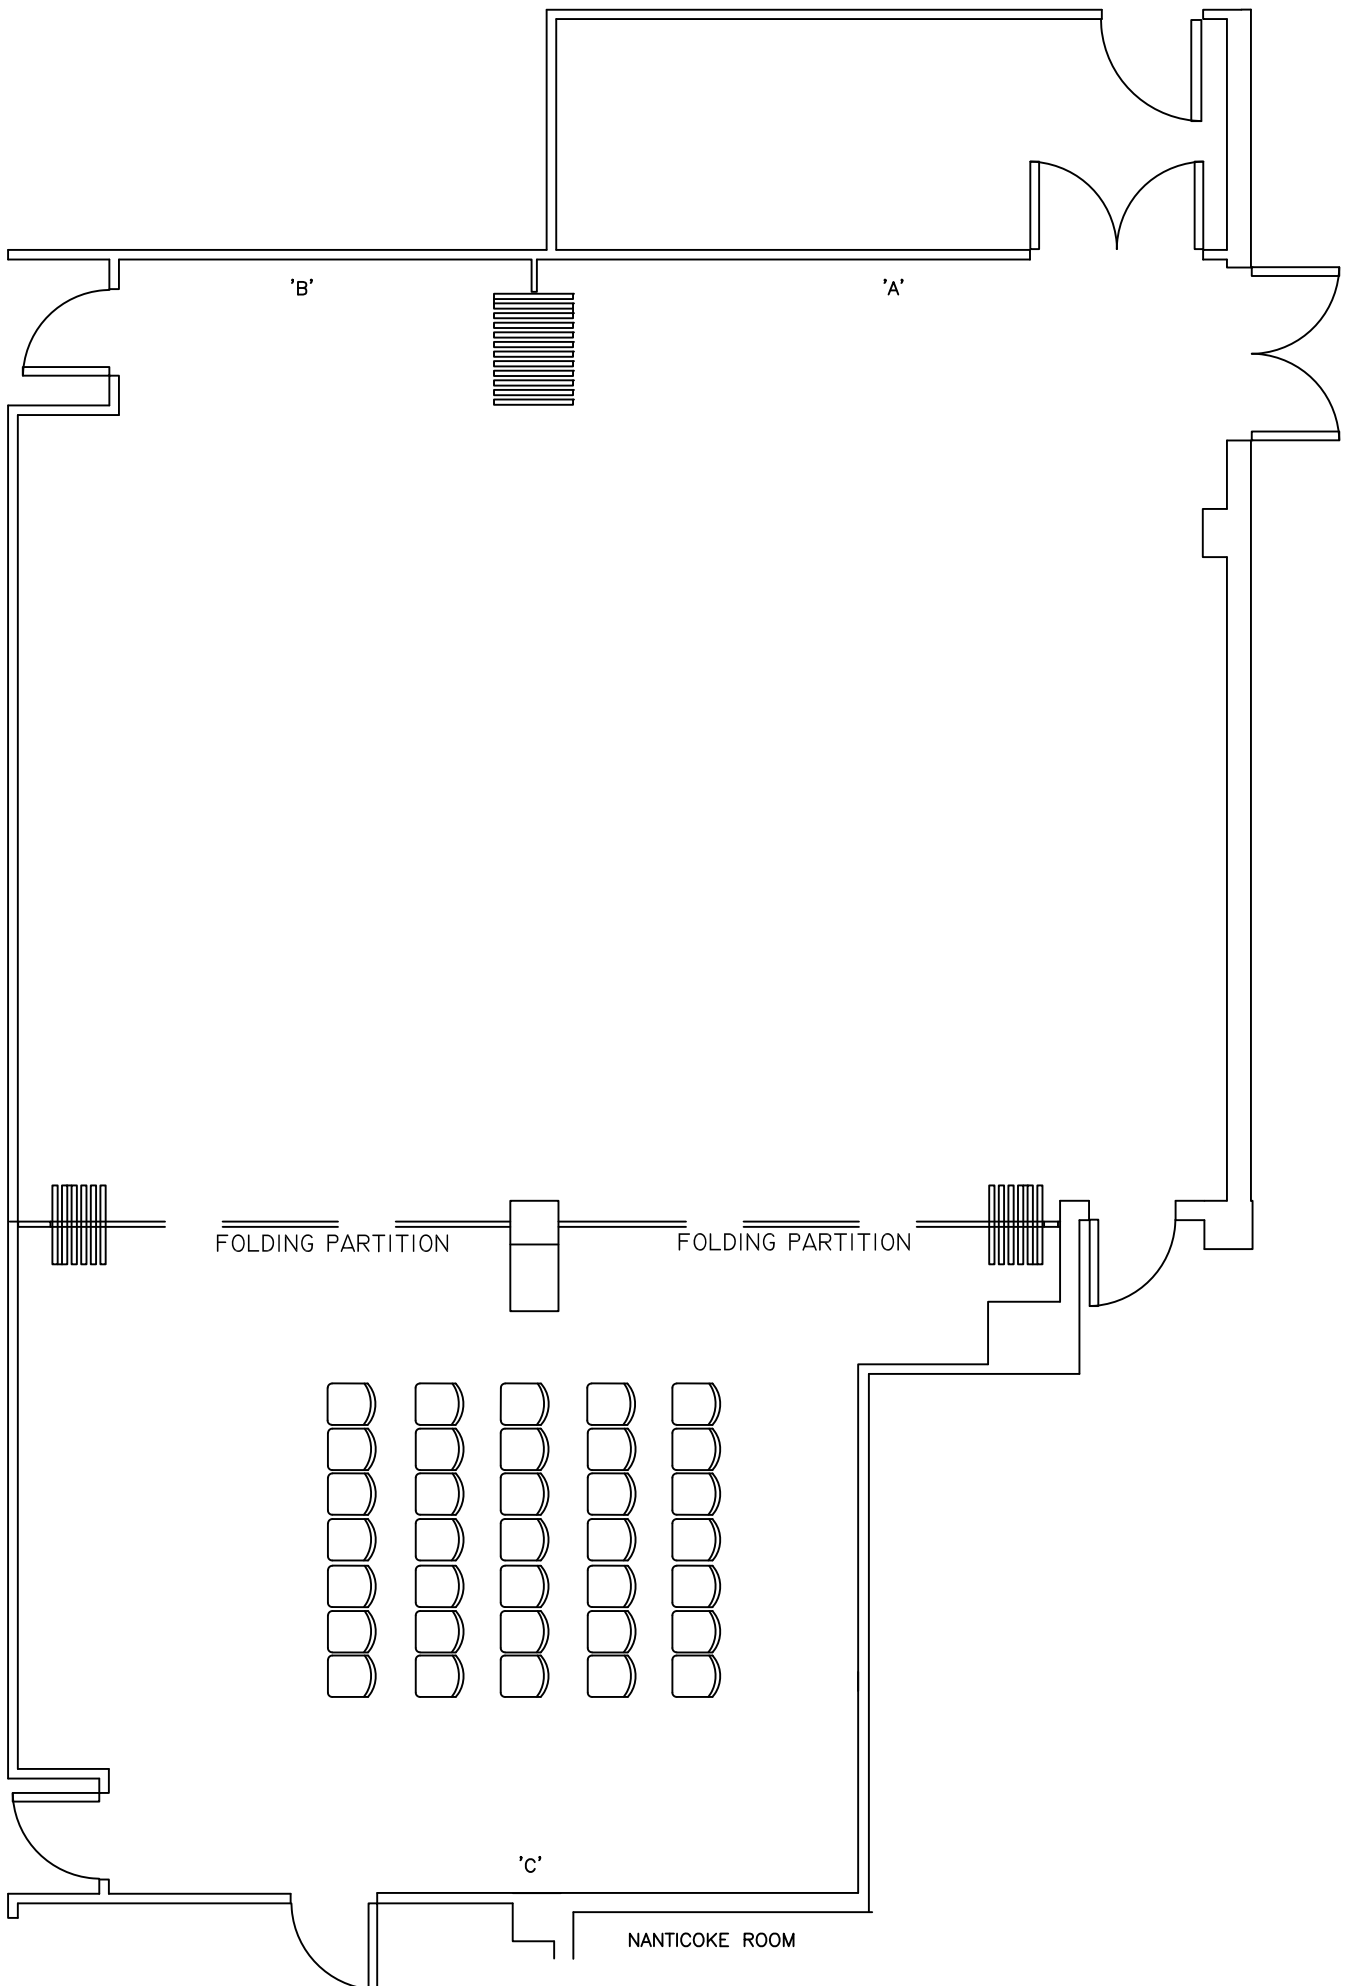 'B'
'A'
FOLDING PARTITION
FOLDING PARTITION
'C'
NANTICOKE ROOM